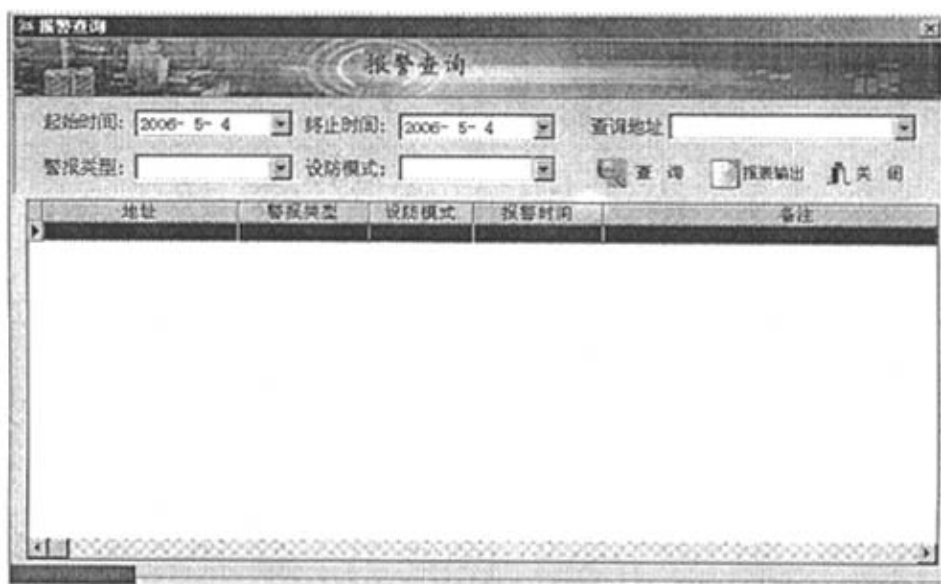 报警查询
报警查询
起始时间: 2006- 5- 4 终止时间: 2006- 5- 4 查询地址
警报类型: 设防模式: 查 询 报表输出 关 闭
地址 警报类型 设防模式 报警时间 备注